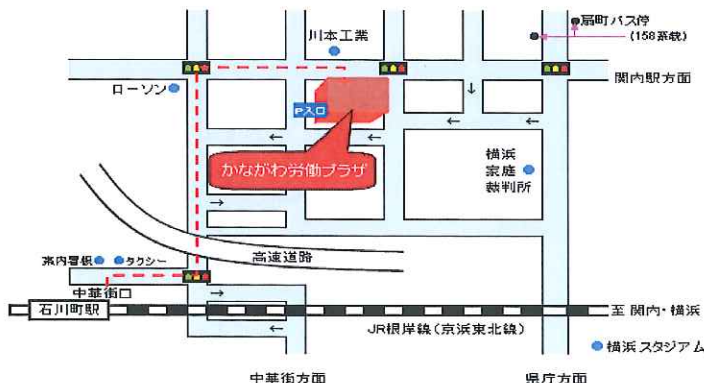 川本工業
扇町バス停
(158系統)
関内駅方面
ローソン
P入口
かながわ労働プラザ
横浜
家庭
裁判所
高速道路
案内看板
タクシー
中華街口
石川町駅
至 関内・横浜
JR根岸線(京浜東北線)
横浜スタジアム
中華街方面
県庁方面